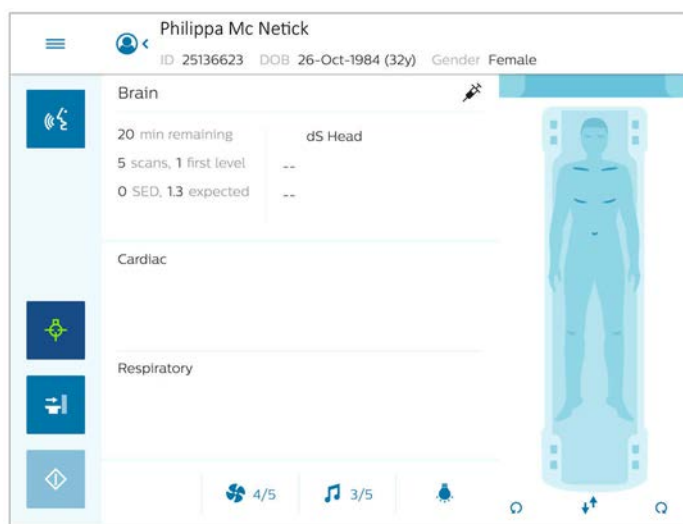 Philippa Mc Netick
ID 25136623 DOB 26-Oct-1984 (32y) Gender Female
Brain
20 min remaining
5 scans, 1 first level
0 SED, 1.3 expected
dS Head
--
--
Cardiac
Respiratory
4/5 3/5